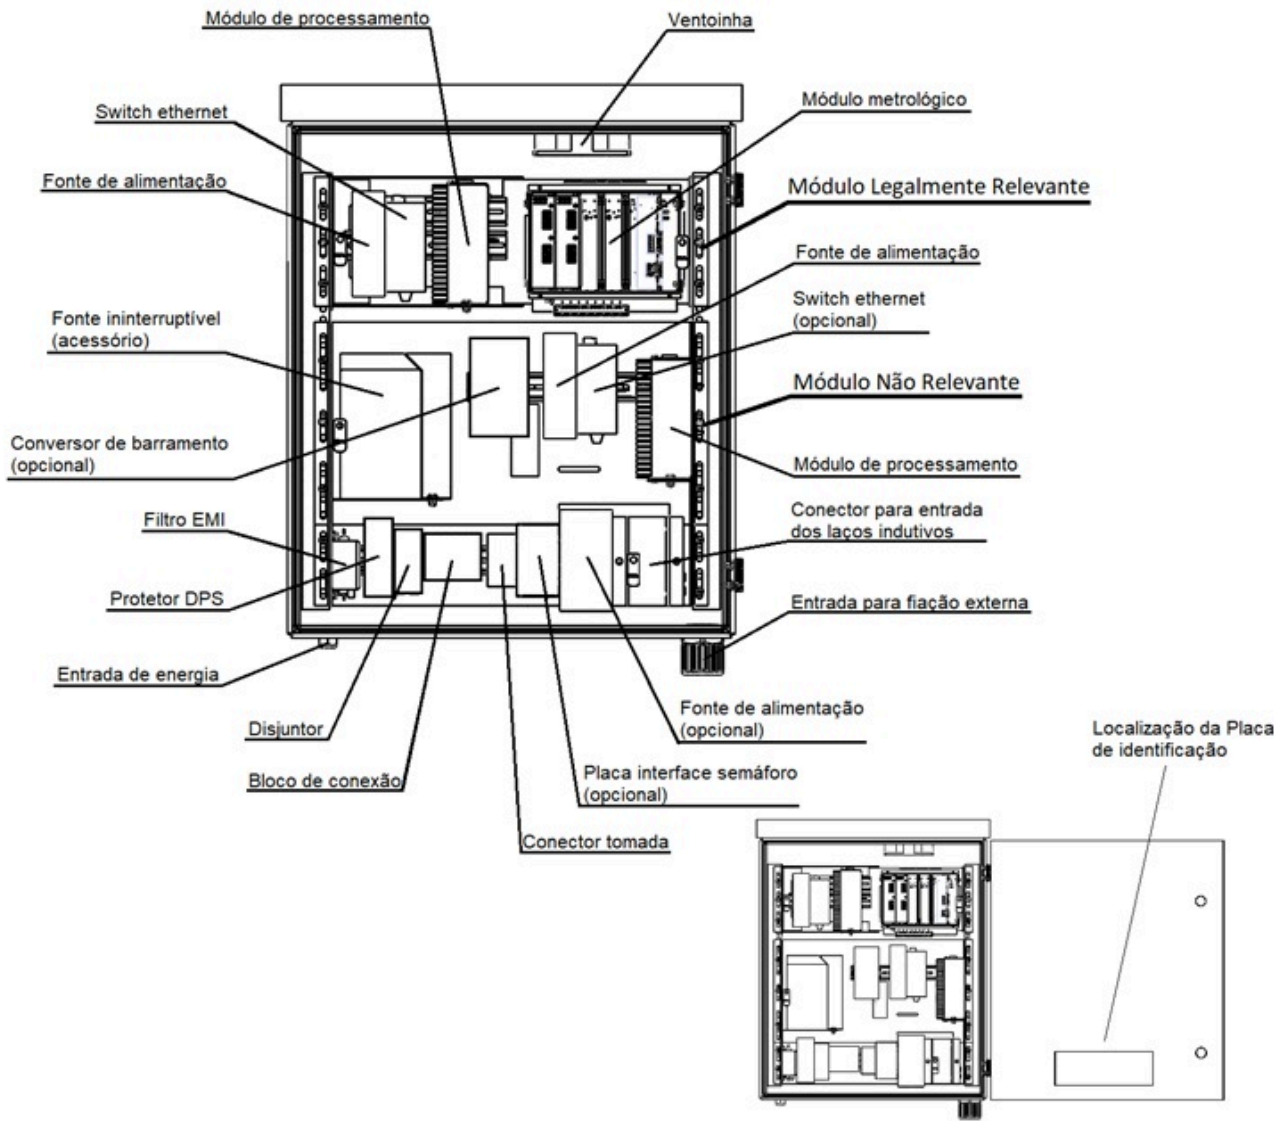 Módulo de processamento
Ventoinha
Switch ethernet
Módulo metrológico
Fonte de alimentação
Módulo Legalmente Relevante
Fonte de alimentação
Switch ethernet
(opcional)
Fonte ininterruptível
(acessório)
Módulo Não Relevante
Conversor de barramento
(opcional)
Módulo de processamento
Filtro EMI
Conector para entrada
dos laços indutivos
Protetor DPS
Entrada para fiação externa
Entrada de energia
Disjuntor
Fonte de alimentação
(opcional)
Bloco de conexão
Placa interface semáforo
(opcional)
Conector tomada
Localização da Placa
de identificação